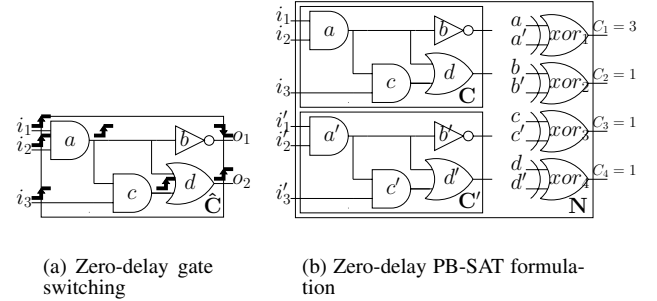 i₁
i₂
i₃
a
b
c
d
o₁
o₂
Ĉ
(a) Zero-delay gate
switching
i₁
i₂
i₃
a
b
c
d
C
i′₁
i′₂
i′₃
a′
b′
c′
d′
C′
a
a′
xor₁
C₁ = 3
b
b′
xor₂
C₂ = 1
c
c′
xor₃
C₃ = 1
d
d′
xor₄
C₄ = 1
N
(b) Zero-delay PB-SAT formula-
tion